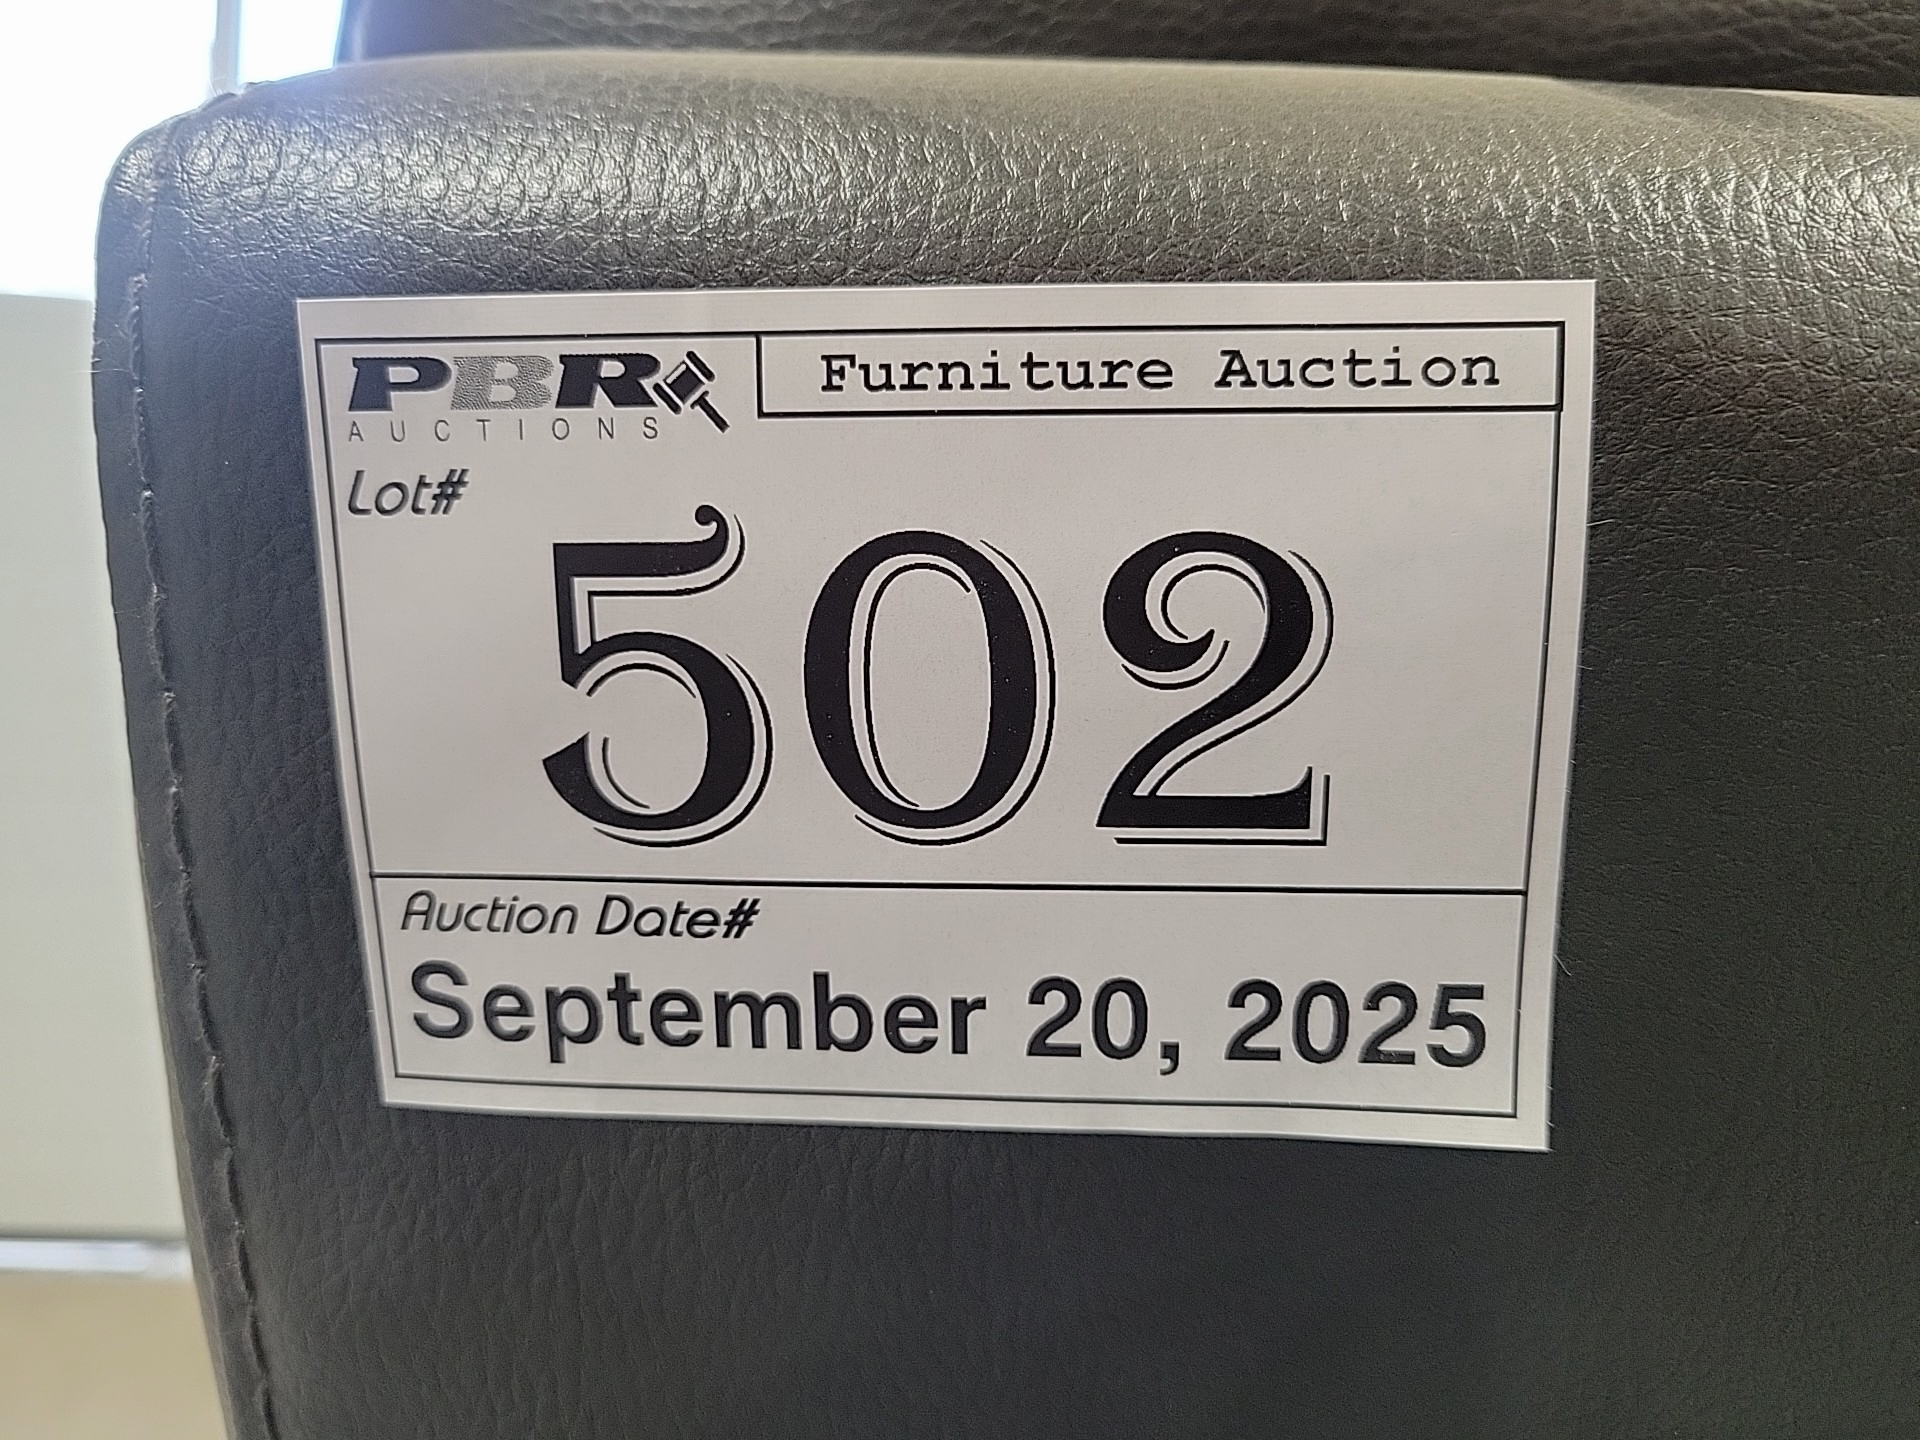 PBR
AUCTIONS
Furniture Auction
Lot#
502
Auction Date#
September 20, 2025